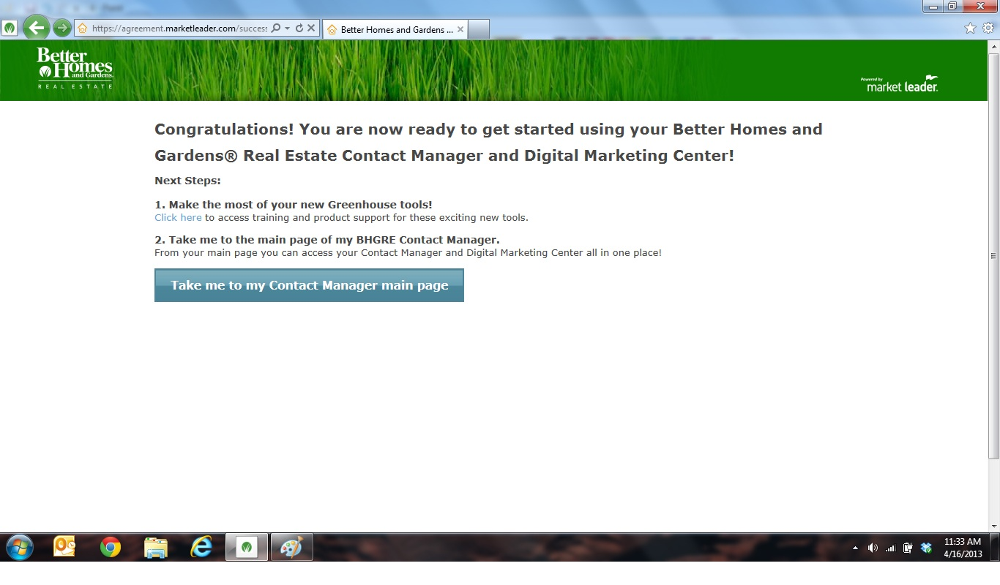 https://agreement.marketleader.com/success
Better Homes and Gardens ...
Better
Homes
and Gardens.
REAL ESTATE
Powered by
market leader.
Congratulations! You are now ready to get started using your Better Homes and
Gardens® Real Estate Contact Manager and Digital Marketing Center!
Next Steps:
1. Make the most of your new Greenhouse tools!
Click here to access training and product support for these exciting new tools.
2. Take me to the main page of my BHGRE Contact Manager.
From your main page you can access your Contact Manager and Digital Marketing Center all in one place!
Take me to my Contact Manager main page
11:33 AM
4/16/2013